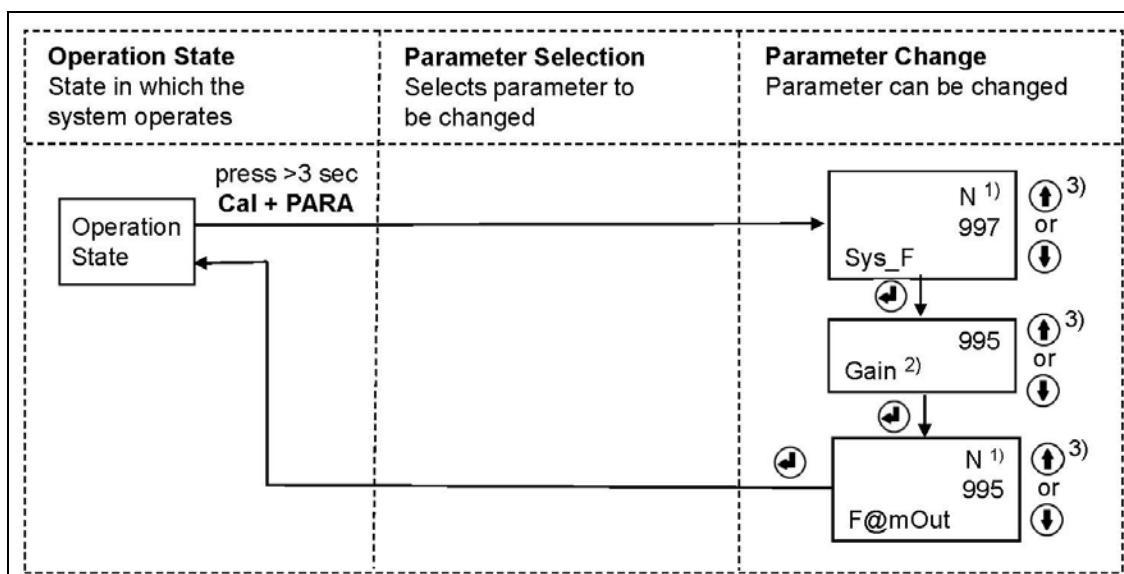 Operation State
State in which the
system operates
Parameter Selection
Selects parameter to
be changed
Parameter Change
Parameter can be changed
press >3 sec
Cal + PARA
Operation
State
N 1)
997
Sys_F
3)
or
995
Gain 2)
3)
or
N 1)
995
F@mOut
3)
or